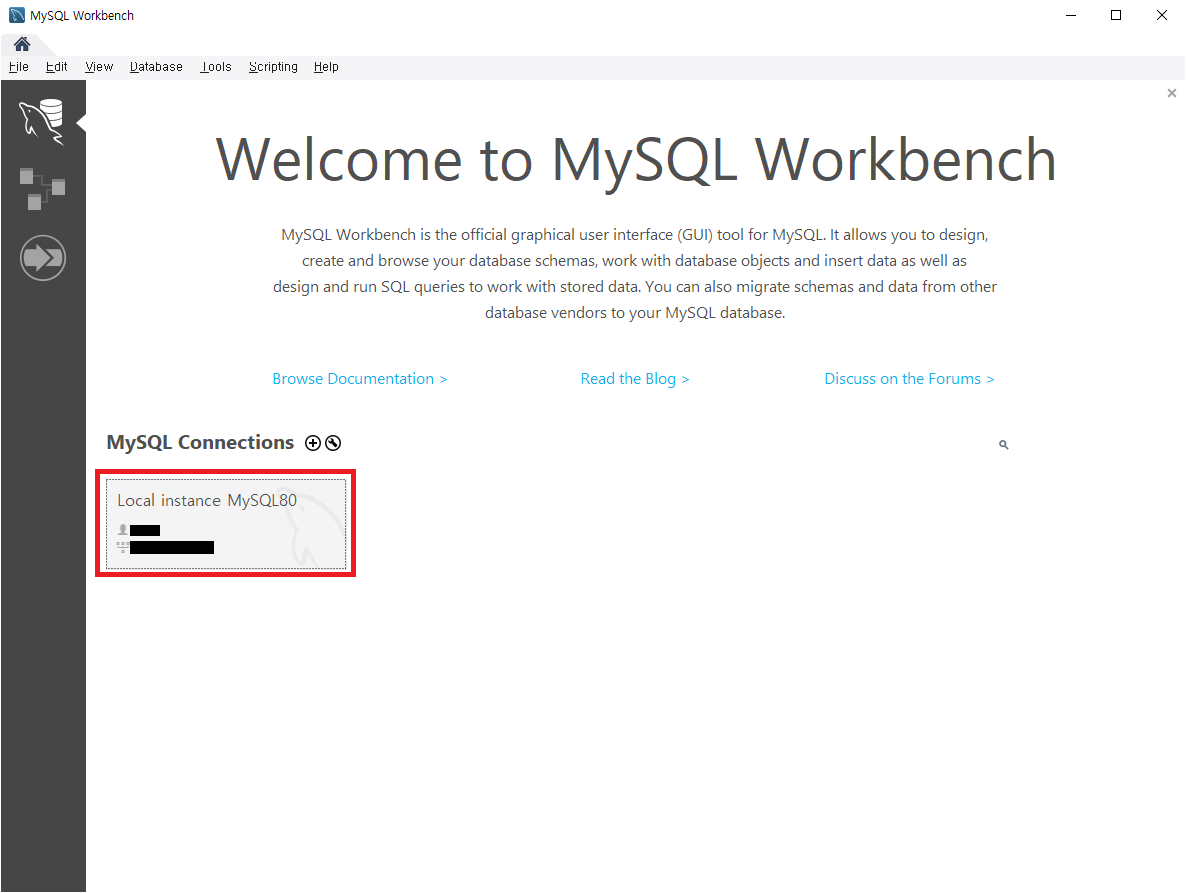 MySQL Workbench
File Edit View Database Tools Scripting Help
Welcome to MySQL Workbench
MySQL Workbench is the official graphical user interface (GUI) tool for MySQL. It allows you to design,
create and browse your database schemas, work with database objects and insert data as well as
design and run SQL queries to work with stored data. You can also migrate schemas and data from other
database vendors to your MySQL database.
Browse Documentation > Read the Blog > Discuss on the Forums >
MySQL Connections
Local instance MySQL80